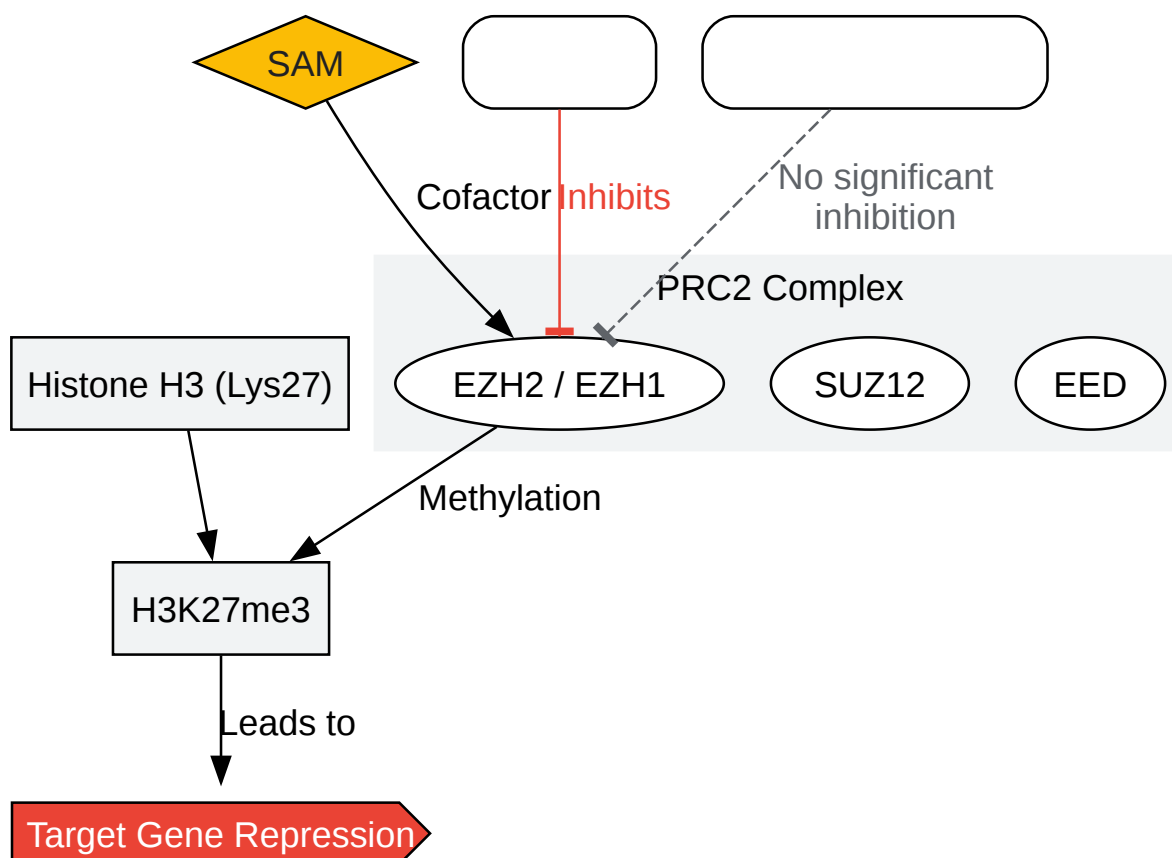 SAM
Cofactor
Inhibits
No significant
inhibition
PRC2 Complex
Histone H3 (Lys27)
EZH2 / EZH1
SUZ12
EED
Methylation
H3K27me3
Leads to
Target Gene Repression